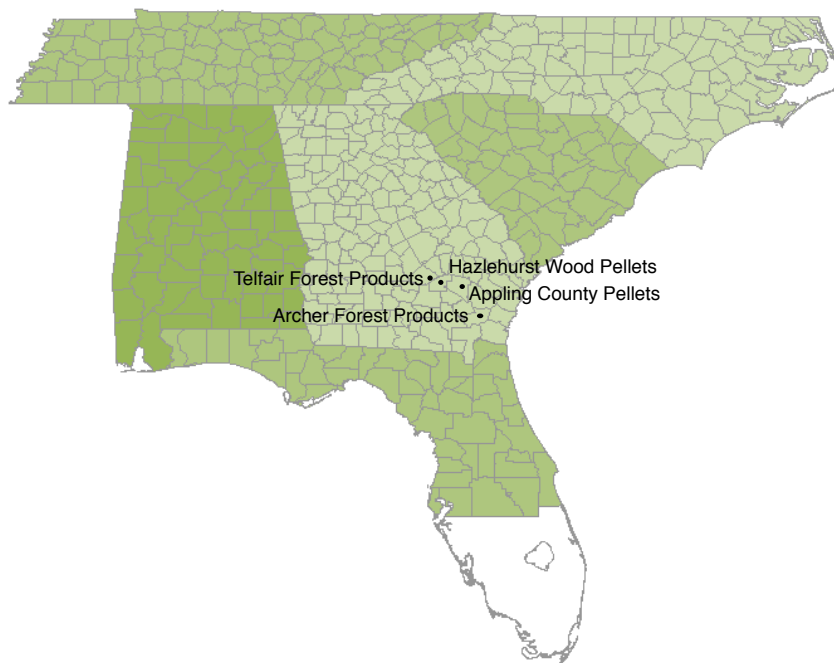 Hazlehurst Wood Pellets
Telfair Forest Products
Appling County Pellets
Archer Forest Products